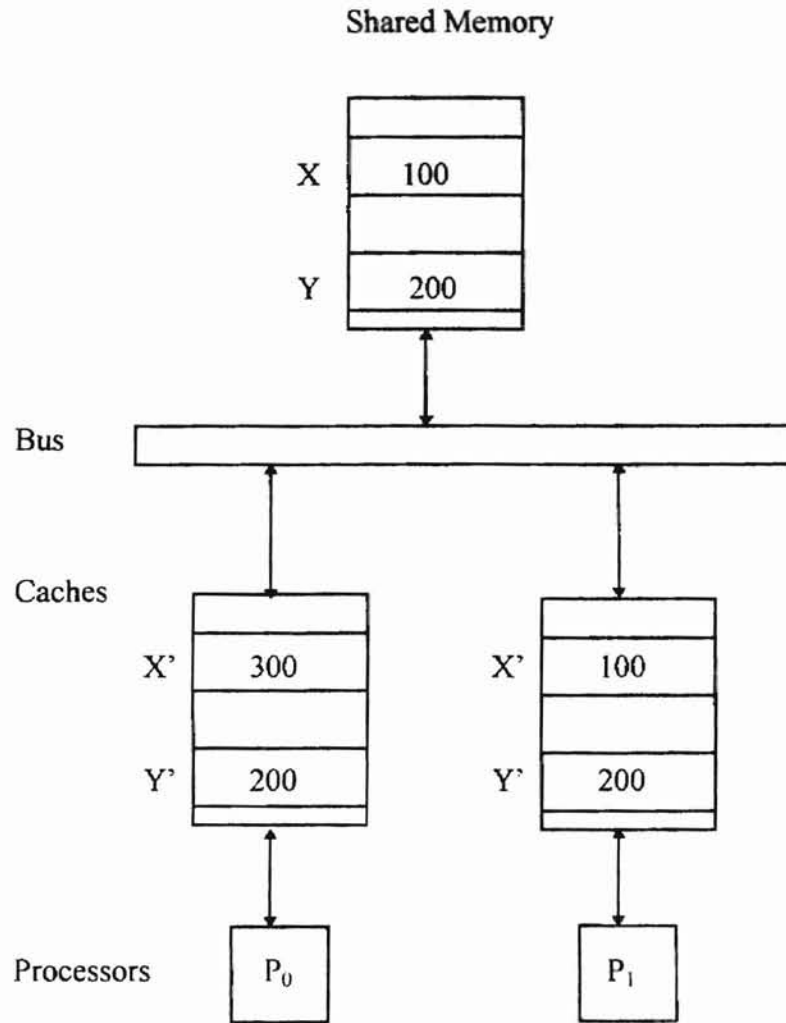 Shared Memory
X 100
Y 200
Bus
Caches
X' 300 X' 100
Y' 200 Y' 200
Processors P₀ P₁